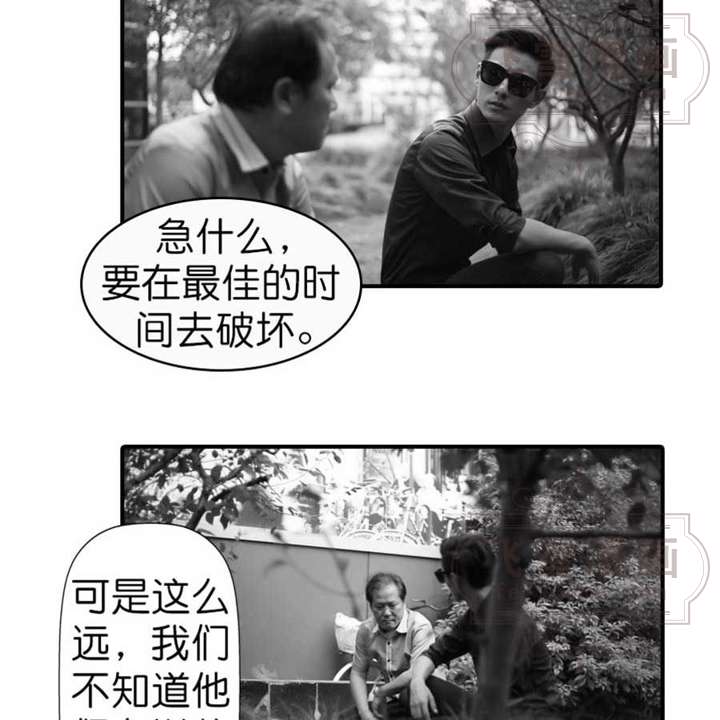 急什么，
要在最佳的时
间去破坏。
可是这么
远，我们
不知道他